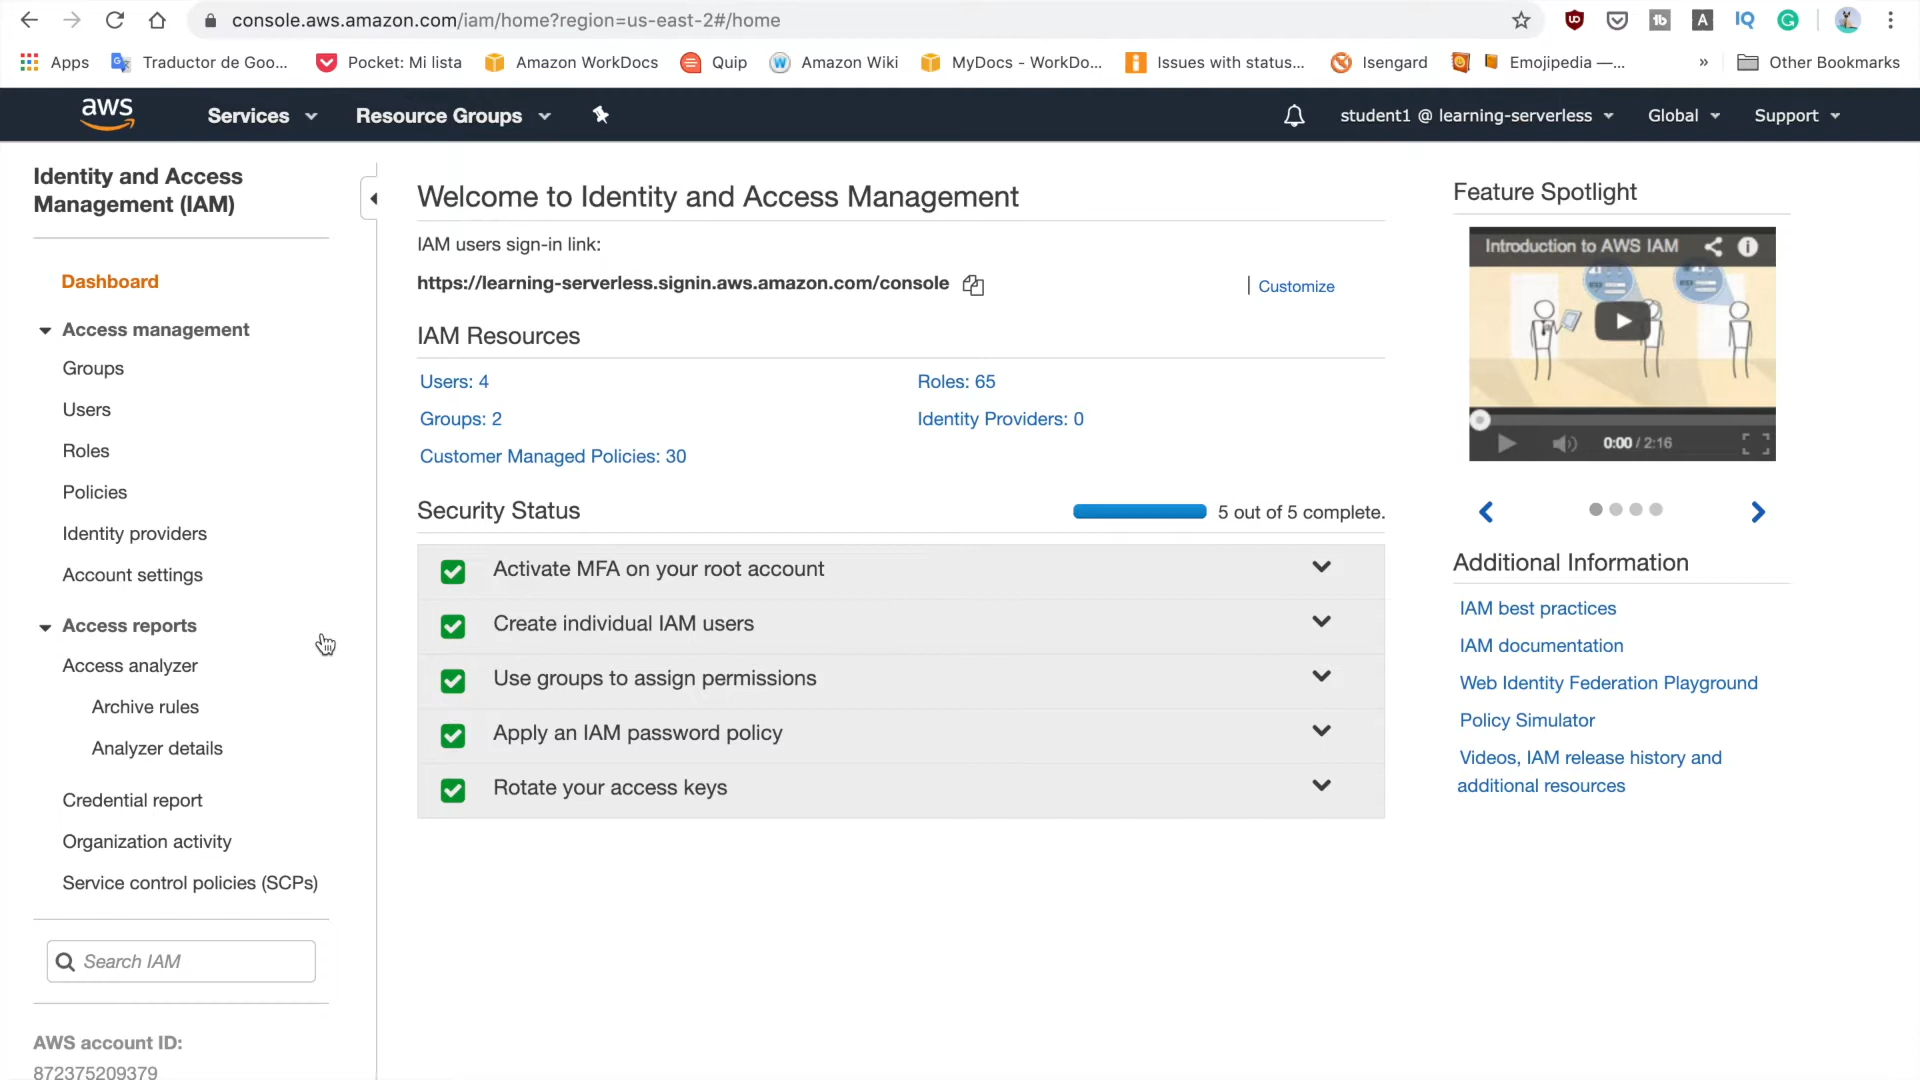 console.aws.amazon.com/iam/home?region=us-east-2#/home
Apps
Traductor de Goo...
Pocket: Mi lista
Amazon WorkDocs
Quip
Amazon Wiki
MyDocs - WorkDo...
Issues with status...
Isengard
Emojipedia —...
»
Other Bookmarks
aws
Services
Resource Groups
student1 @ learning-serverless
Global
Support
Identity and Access
Management (IAM)
Dashboard
Access management
Groups
Users
Roles
Policies
Identity providers
Account settings
Access reports
Access analyzer
Archive rules
Analyzer details
Credential report
Organization activity
Service control policies (SCPs)
Search IAM
AWS account ID:
872375209379
Welcome to Identity and Access Management
IAM users sign-in link:
https://learning-serverless.signin.aws.amazon.com/console
| Customize
IAM Resources
Users: 4
Roles: 65
Groups: 2
Identity Providers: 0
Customer Managed Policies: 30
Security Status
5 out of 5 complete.
Activate MFA on your root account
Create individual IAM users
Use groups to assign permissions
Apply an IAM password policy
Rotate your access keys
Feature Spotlight
Introduction to AWS IAM
0:00 / 2:16
Additional Information
IAM best practices
IAM documentation
Web Identity Federation Playground
Policy Simulator
Videos, IAM release history and
additional resources